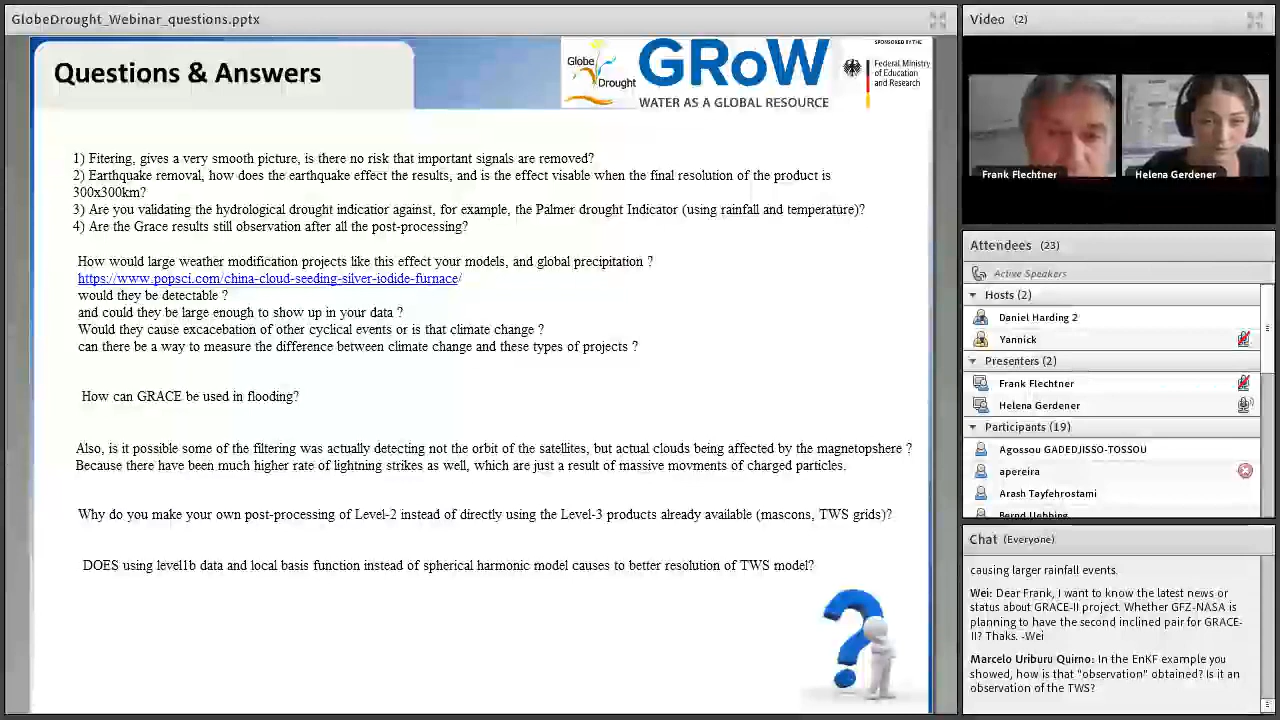 GlobeDrought_Webinar_questions.pptx
Questions & Answers
Globe
Drought
GRoW
WATER AS A GLOBAL RESOURCE
SPONSORED BY THE
Federal Ministry
of Education
and Research
1) Fitering, gives a very smooth picture, is there no risk that important signals are removed?
2) Earthquake removal, how does the earthquake effect the results, and is the effect visable when the final resolution of the product is
300x300km?
3) Are you validating the hydrological drought indicatior against, for example, the Palmer drought Indicator (using rainfall and temperature)?
4) Are the Grace results still observation after all the post-processing?
How would large weather modification projects like this effect your models, and global precipitation ?
https://www.popsci.com/china-cloud-seeding-silver-iodide-furnace/
would they be detectable ?
and could they be large enough to show up in your data ?
Would they cause excacebation of other cyclical events or is that climate change ?
can there be a way to measure the difference between climate change and these types of projects ?
How can GRACE be used in flooding?
Also, is it possible some of the filtering was actually detecting not the orbit of the satellites, but actual clouds being affected by the magnetopshere ?
Because there have been much higher rate of lightning strikes as well, which are just a result of massive movments of charged particles.
Why do you make your own post-processing of Level-2 instead of directly using the Level-3 products already available (mascons, TWS grids)?
DOES using level1b data and local basis function instead of spherical harmonic model causes to better resolution of TWS model?
Video (2)
Frank Flechtner
Helena Gerdener
Attendees (23)
Active Speakers
Hosts (2)
Daniel Harding 2
Yannick
Presenters (2)
Frank Flechtner
Helena Gerdener
Participants (19)
Agossou GADEDJISSO-TOSSOU
apereira
Arash Tayfehrostami
Bernd Uebbing
Chat (Everyone)
causing larger rainfall events.
Wei: Dear Frank, I want to know the latest news or
status about GRACE-II project. Whether GFZ-NASA is
planning to have the second inclined pair for GRACE-
II? Thaks. -Wei
Marcelo Uriburu Quirno: In the EnKF example you
showed, how is that "observation" obtained? Is it an
observation of the TWS?